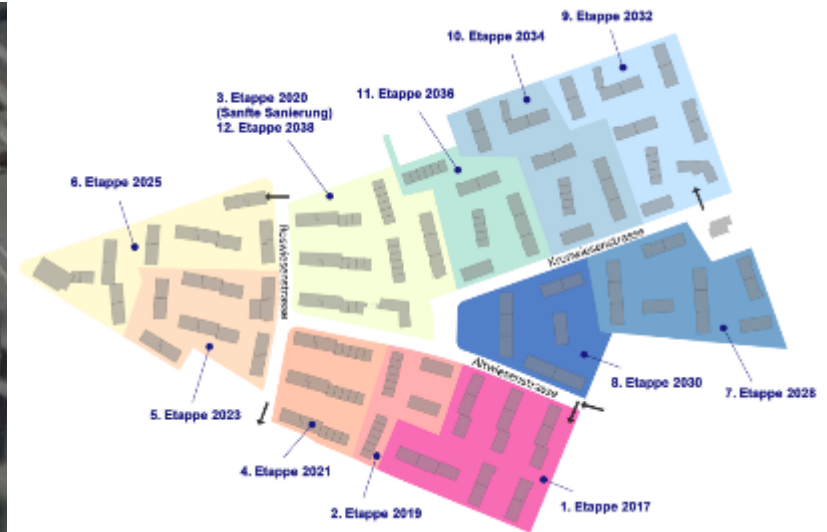 9. Etappe 2032
10. Etappe 2034
11. Etappe 2036
3. Etappe 2020
(Sanfte Sanierung)
12. Etappe 2038
6. Etappe 2025
Roswiesenstrasse
Kronwiesenstrasse
Altwiesenstrasse
8. Etappe 2030
7. Etappe 2028
5. Etappe 2023
4. Etappe 2021
2. Etappe 2019
1. Etappe 2017